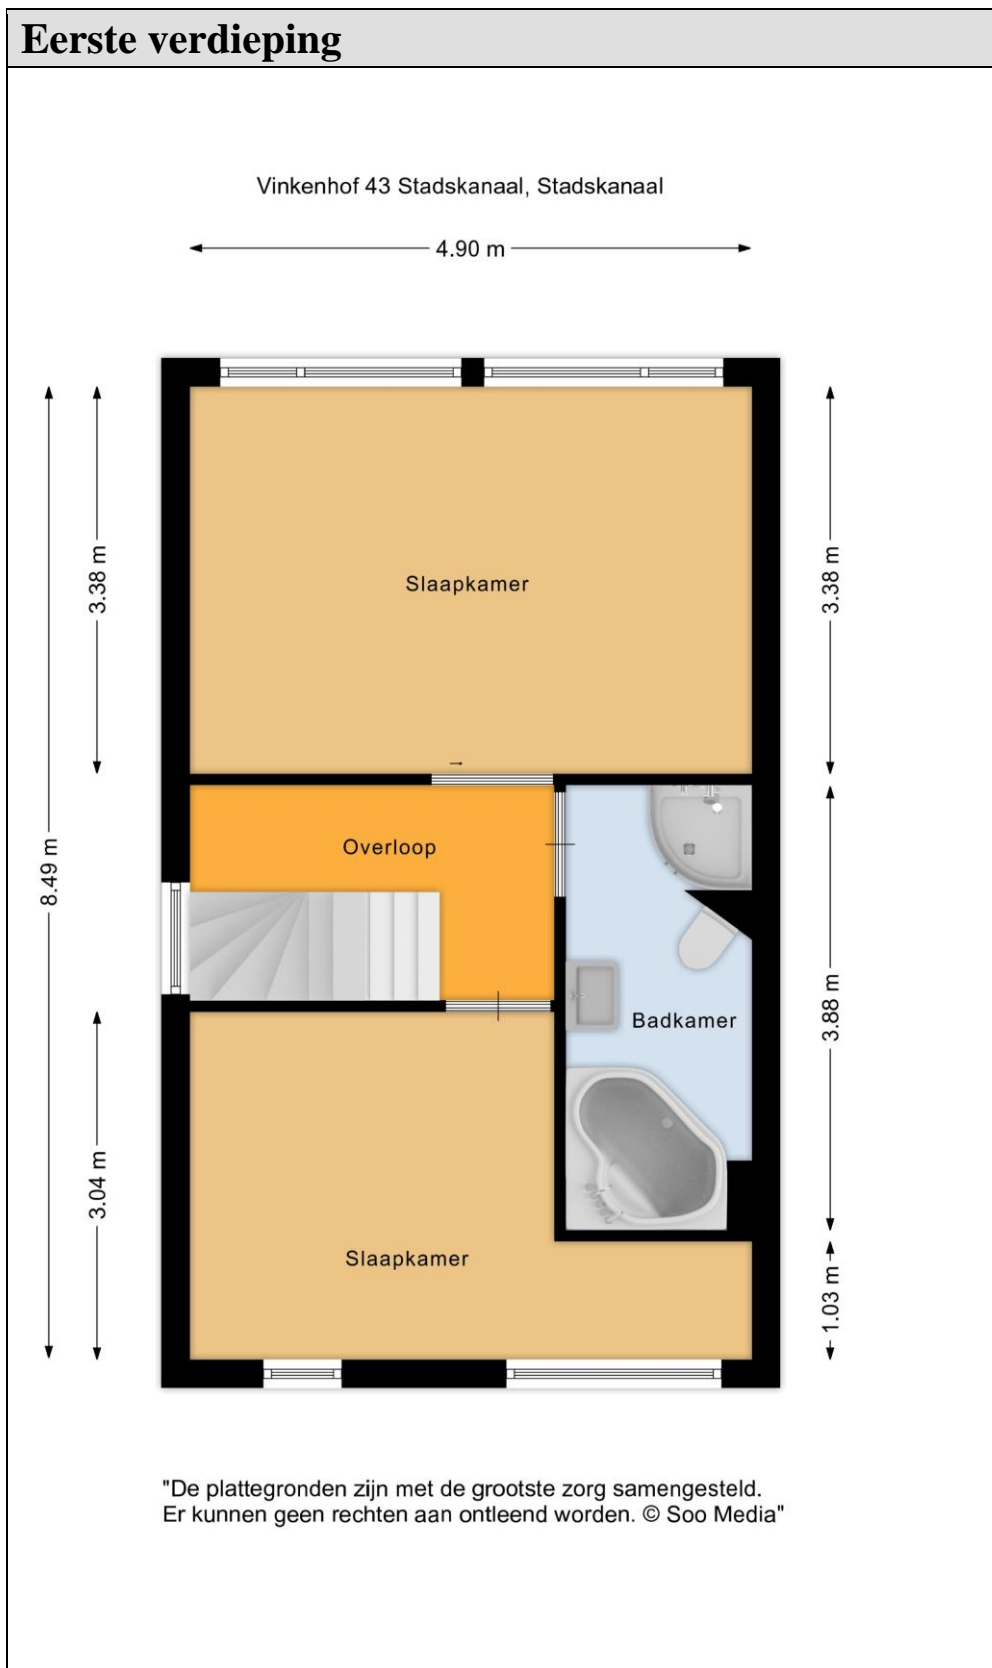 Eerste verdieping
Vinkenhof 43 Stadskanaal, Stadskanaal
4.90 m
3.38 m
3.38 m
Slaapkamer
8.49 m
Overloop
3.88 m
Badkamer
3.04 m
Slaapkamer
1.03 m
"De plattegronden zijn met de grootste zorg samengesteld.
Er kunnen geen rechten aan ontleend worden. © Soo Media"